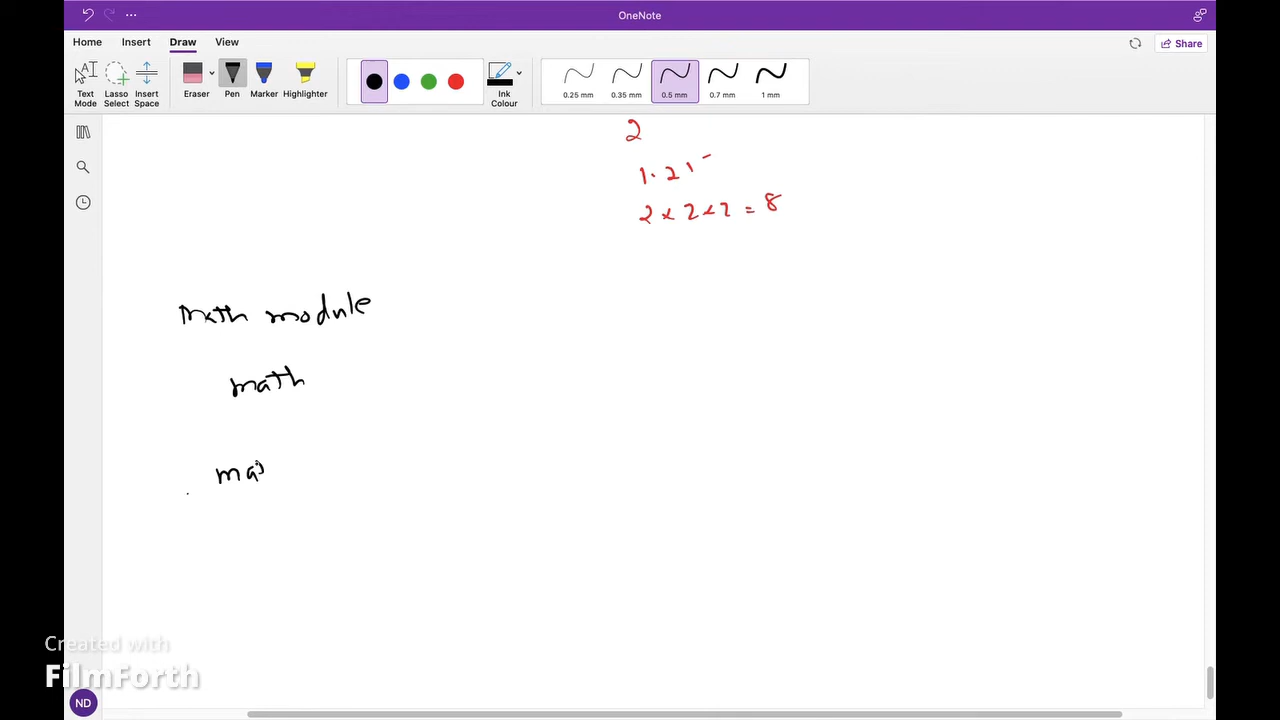 OneNote
Home Insert Draw View
Share
Text Mode Lasso Select Insert Space Eraser Pen Marker Highlighter Ink Colour 0.25 mm 0.35 mm 0.5 mm 0.7 mm 1 mm
2
2 × 2 × 2 = 8
Math module
math
Created with
FilmForth
ND